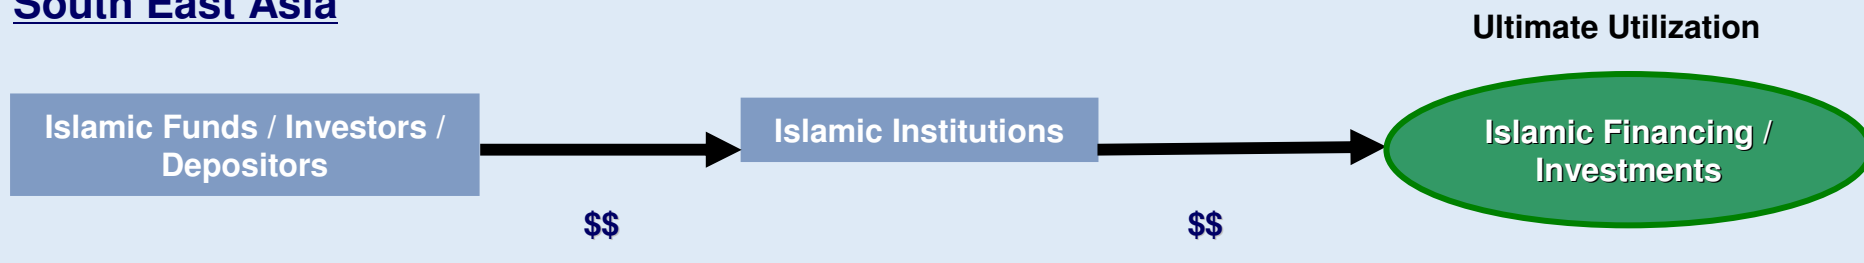 South East Asia
Ultimate Utilization
Islamic Funds / Investors /
Depositors
Islamic Institutions
Islamic Financing /
Investments
$$
$$